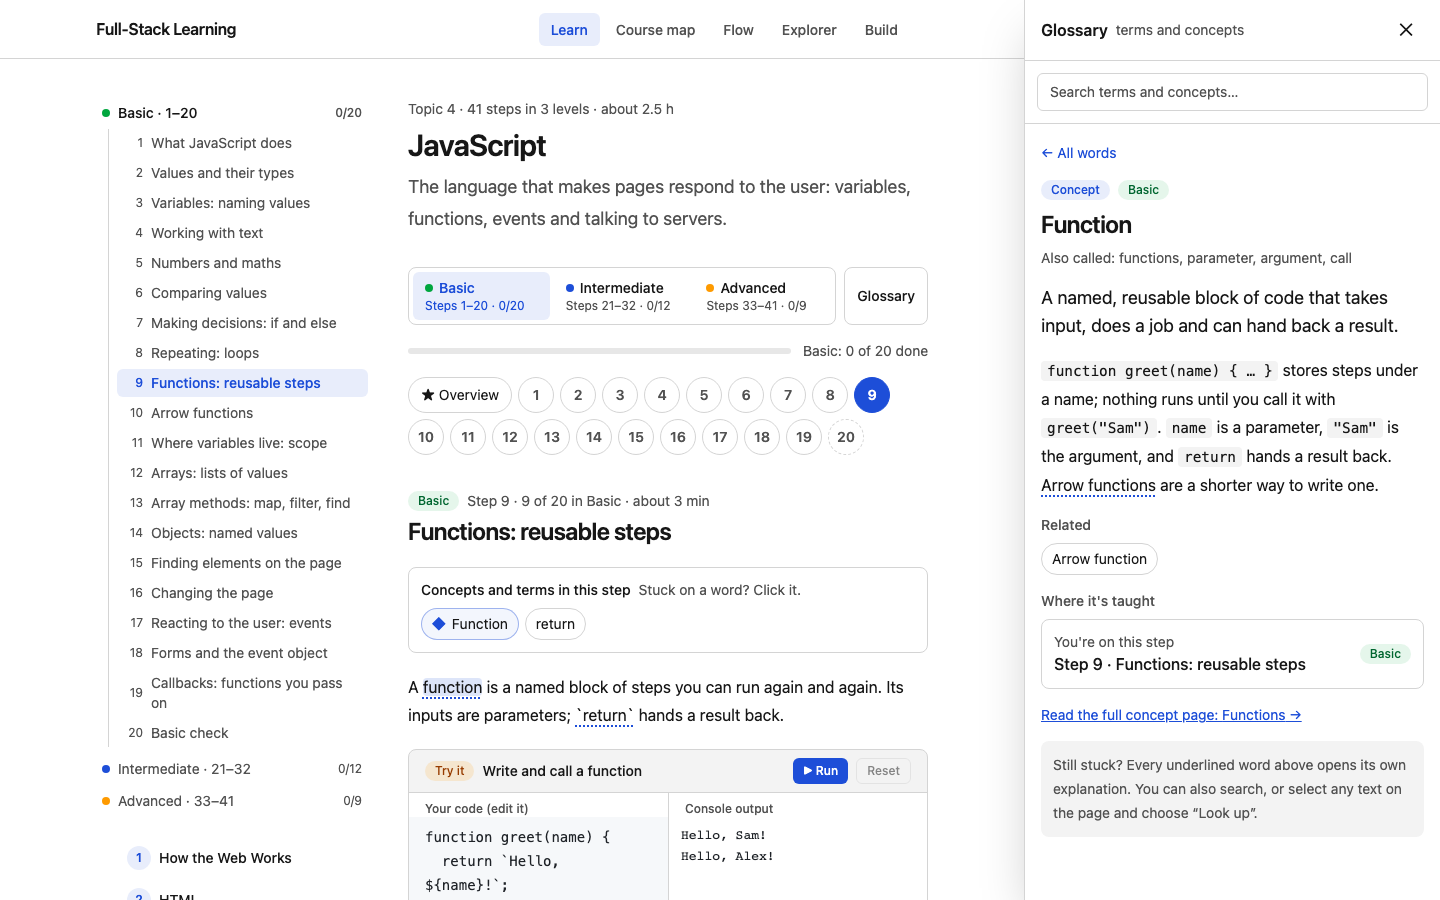 Full-Stack Learning
Learn
Course map
Flow
Explorer
Build
Basic · 1–20
0/20
1 What JavaScript does
2 Values and their types
3 Variables: naming values
4 Working with text
5 Numbers and maths
6 Comparing values
7 Making decisions: if and else
8 Repeating: loops
9 Functions: reusable steps
10 Arrow functions
11 Where variables live: scope
12 Arrays: lists of values
13 Array methods: map, filter, find
14 Objects: named values
15 Finding elements on the page
16 Changing the page
17 Reacting to the user: events
18 Forms and the event object
19 Callbacks: functions you pass
on
20 Basic check
Intermediate · 21–32
0/12
Advanced · 33–41
0/9
1 How the Web Works
2 HTML
Topic 4 · 41 steps in 3 levels · about 2.5 h
JavaScript
The language that makes pages respond to the user: variables,
functions, events and talking to servers.
Basic
Steps 1–20 · 0/20
Intermediate
Steps 21–32 · 0/12
Advanced
Steps 33–41 · 0/9
Glossary
Basic: 0 of 20 done
★ Overview 1 2 3 4 5 6 7 8 9
10 11 12 13 14 15 16 17 18 19 20
Basic Step 9 · 9 of 20 in Basic · about 3 min
Functions: reusable steps
Concepts and terms in this step Stuck on a word? Click it.
Function
return
A function is a named block of steps you can run again and again. Its
inputs are parameters; `return` hands a result back.
Try it Write and call a function
Run
Reset
Your code (edit it)
function greet(name) {
return `Hello,
${name}!`;
Console output
Hello, Sam!
Hello, Alex!
Glossary terms and concepts
Search terms and concepts...
← All words
Concept
Basic
Function
Also called: functions, parameter, argument, call
A named, reusable block of code that takes
input, does a job and can hand back a result.
function greet(name) { … } stores steps under
a name; nothing runs until you call it with
greet("Sam"). name is a parameter, "Sam" is
the argument, and return hands a result back.
Arrow functions are a shorter way to write one.
Related
Arrow function
Where it's taught
You're on this step
Step 9 · Functions: reusable steps
Basic
Read the full concept page: Functions →
Still stuck? Every underlined word above opens its own
explanation. You can also search, or select any text on
the page and choose “Look up”.